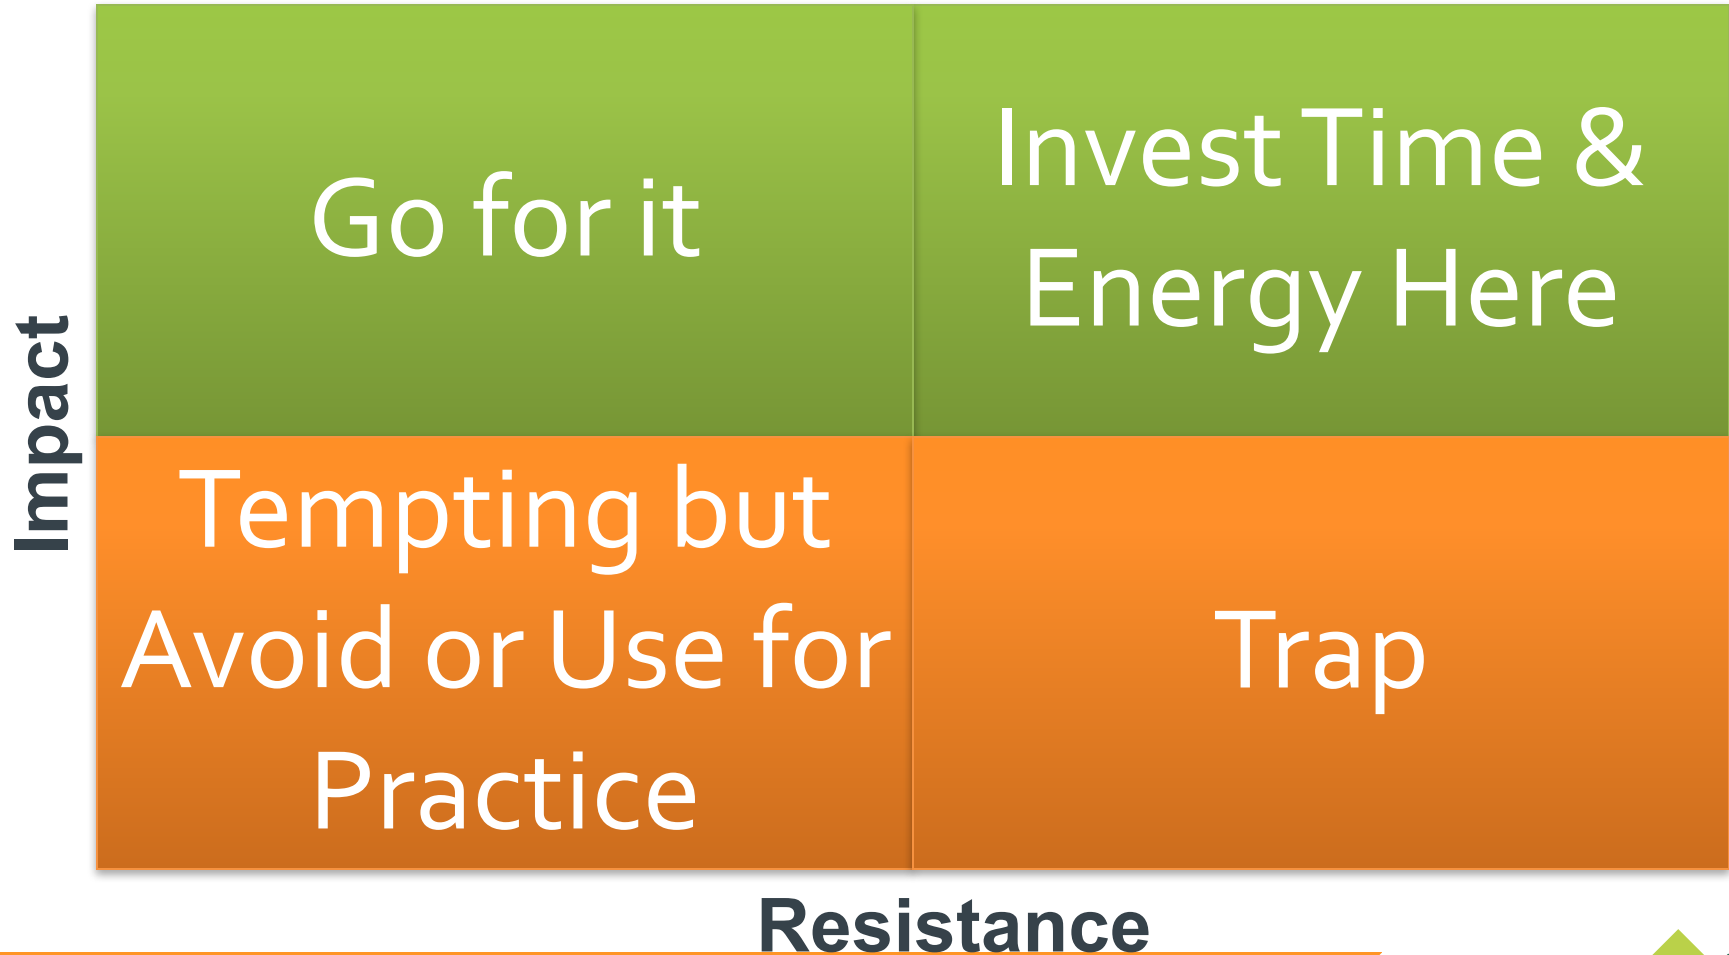 Impact
Go for it
Invest Time &
Energy Here
Tempting but
Avoid or Use for
Practice
Trap
Resistance